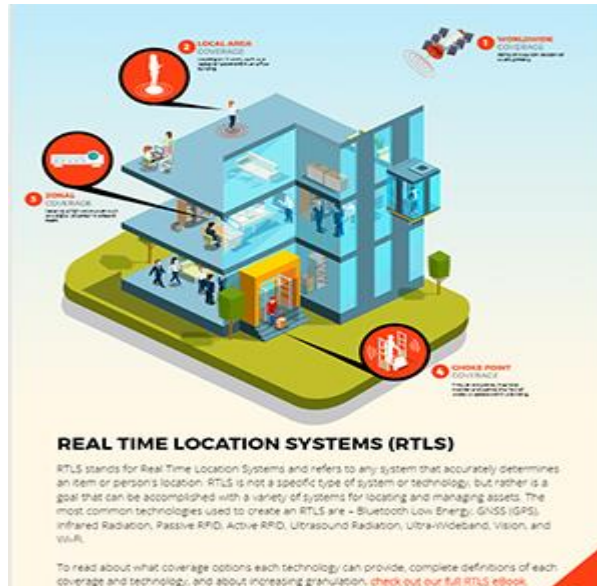 1 WORLDWIDE
COVERAGE
2 LOCAL AREA
COVERAGE
3 ZONAL
COVERAGE
4 CHOKE POINT
COVERAGE
REAL TIME LOCATION SYSTEMS (RTLS)
RTLS stands for Real Time Location Systems and refers to any system that accurately determines
an item or person's location. RTLS is not a specific type of system or technology, but rather is a
goal that can be accomplished with a variety of systems for locating and managing assets. The
most common technologies used to create an RTLS are – Bluetooth Low Energy, GNSS (GPS),
Infrared Radiation, Passive RFID, Active RFID, Ultrasound Radiation, Ultra-Wideband, Vision, and
Wi-Fi.
To read about what coverage options each technology can provide, complete definitions of each
coverage and technology, and about increasing granulation, check out our full RTLS eBook.